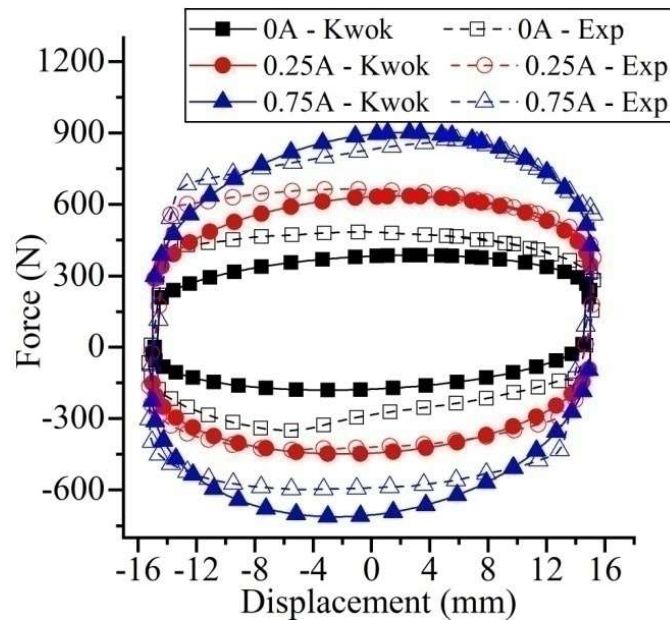 0A - Kwok 0A - Exp
0.25A - Kwok 0.25A - Exp
0.75A - Kwok 0.75A - Exp
1200
900
600
300
0
-300
-600
Force (N)
-16 -12 -8 -4 0 4 8 12 16
Displacement (mm)